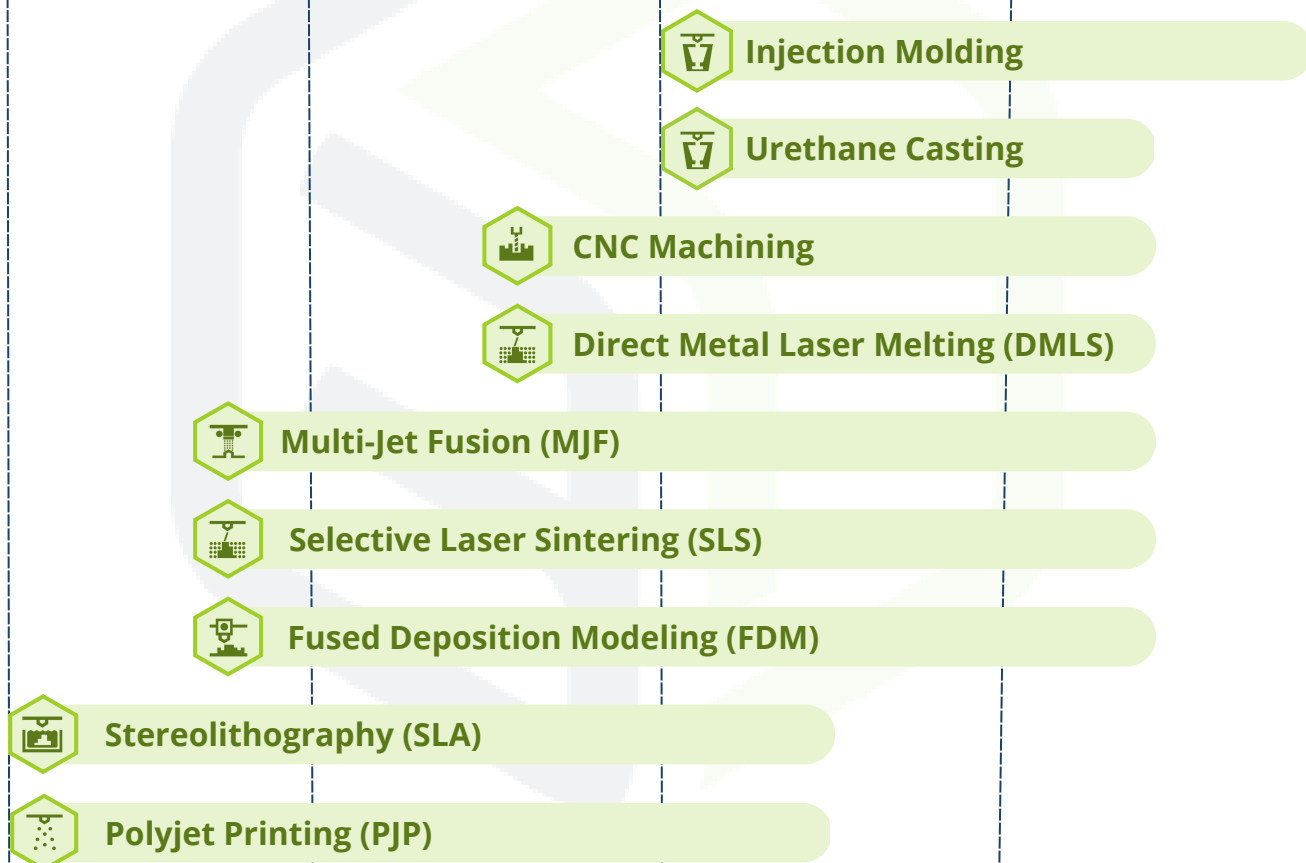 Injection Molding
Urethane Casting
CNC Machining
Direct Metal Laser Melting (DMLS)
Multi-Jet Fusion (MJF)
Selective Laser Sintering (SLS)
Fused Deposition Modeling (FDM)
Stereolithography (SLA)
Polyjet Printing (PJP)